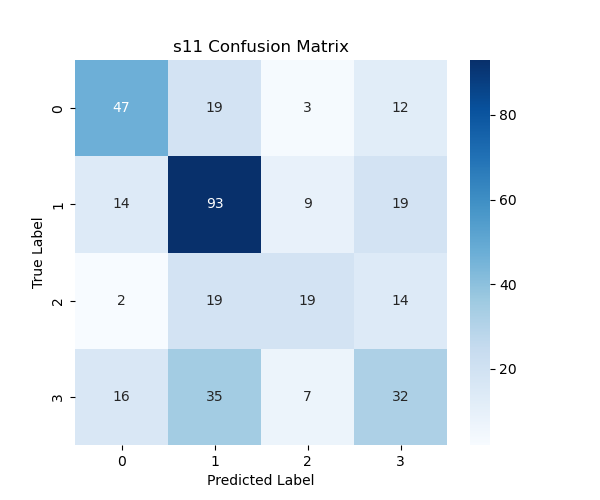 s11 Confusion Matrix
0 47 19 3 12
1 14 93 9 19
2 2 19 19 14
3 16 35 7 32
0 1 2 3
Predicted Label
True Label
80
60
40
20